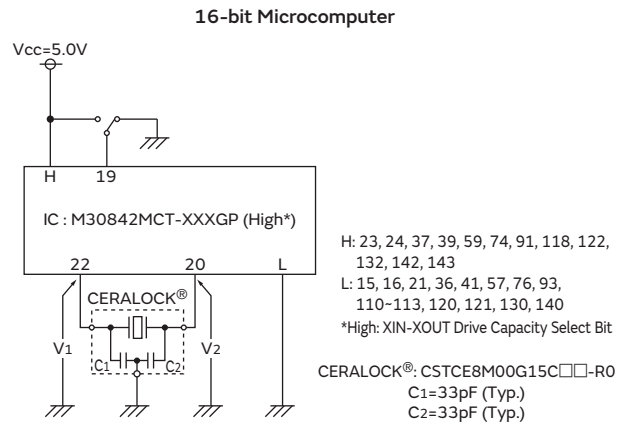 16-bit Microcomputer
Vcc=5.0V
H 19
IC : M30842MCT-XXXGP (High*)
22 20 L
CERALOCK®
V1 C1 C2 V2
H: 23, 24, 37, 39, 59, 74, 91, 118, 122,
132, 142, 143
L: 15, 16, 21, 36, 41, 57, 76, 93,
110~113, 120, 121, 130, 140
*High: XIN-XOUT Drive Capacity Select Bit
CERALOCK®: CSTCE8M00G15C□□-R0
C1=33pF (Typ.)
C2=33pF (Typ.)